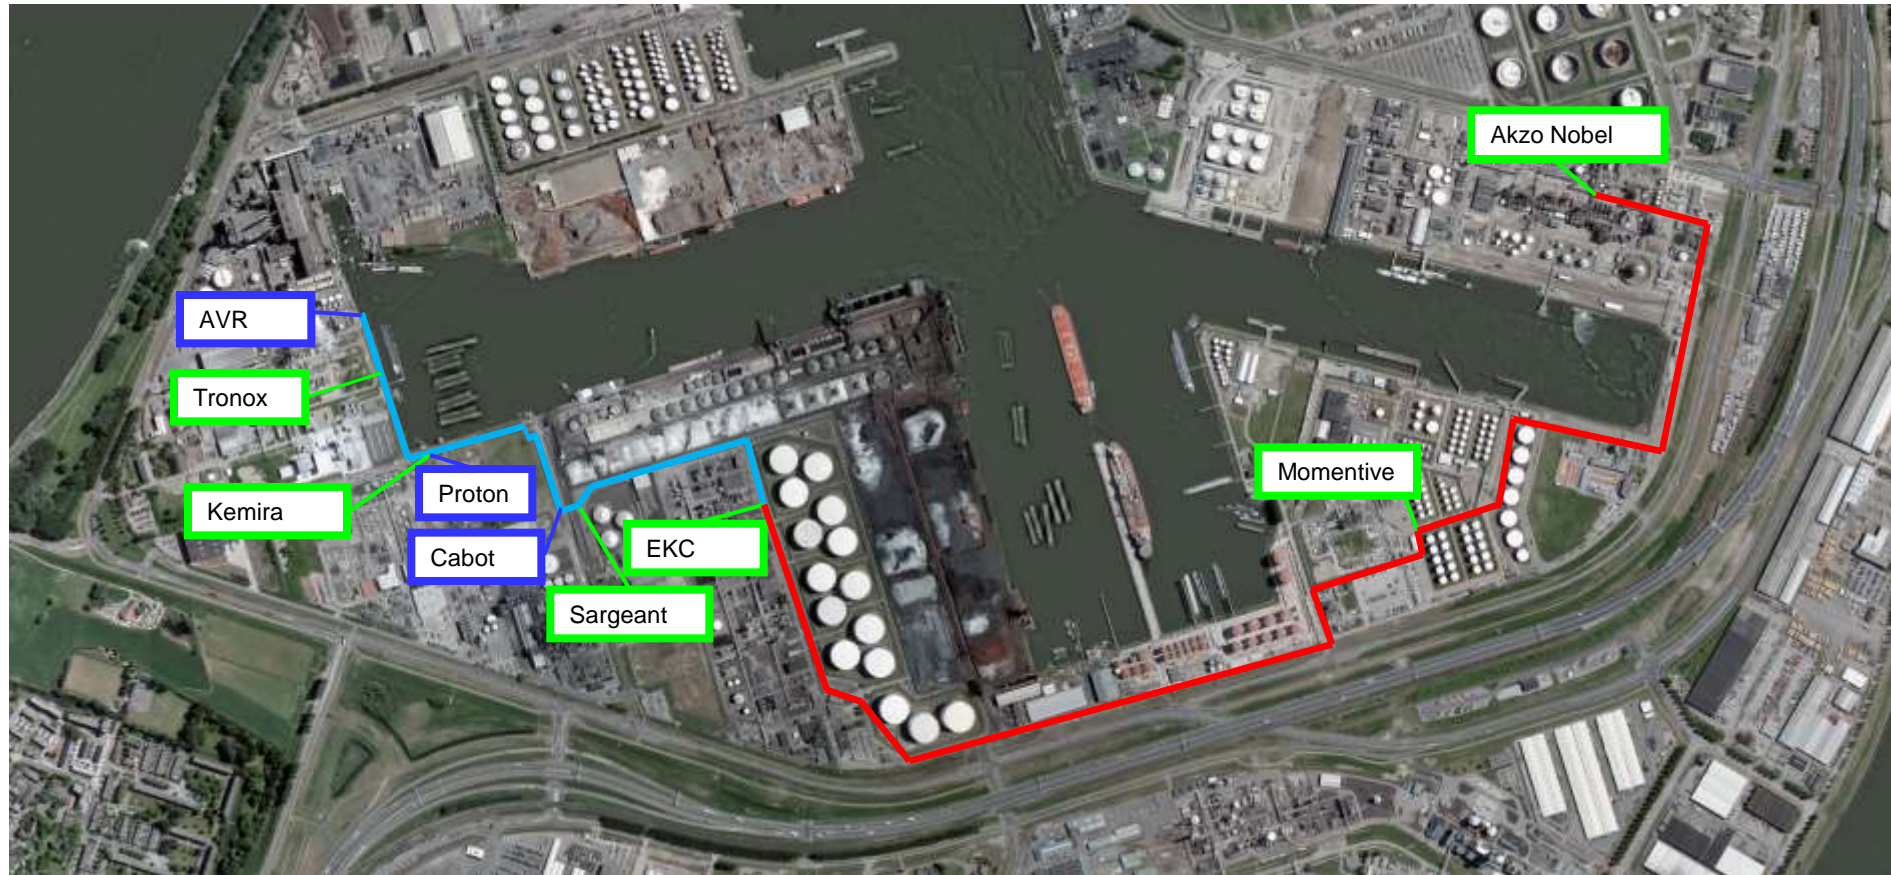 Akzo Nobel
AVR
Tronox
Momentive
Kemira
Proton
Cabot
EKC
Sargeant